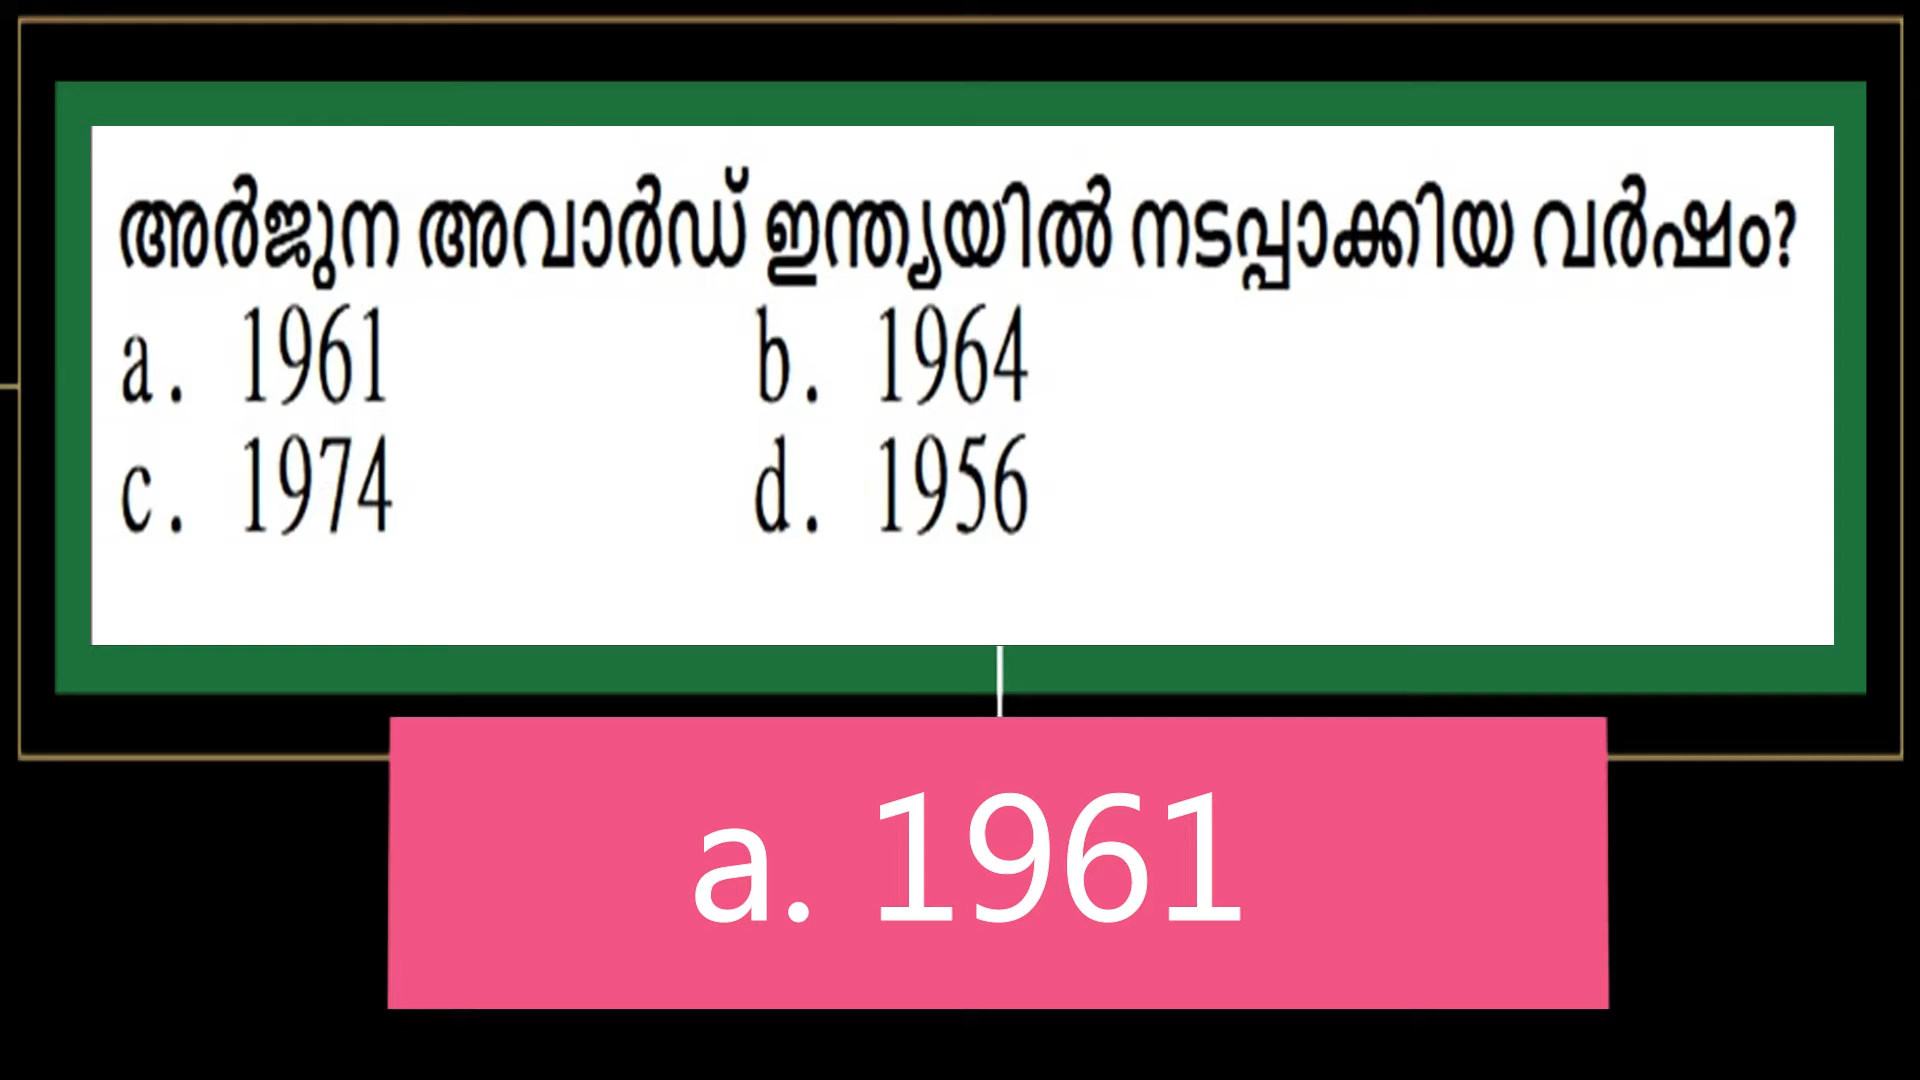 അർജുന അവാർഡ് ഇന്ത്യയിൽ നടപ്പാക്കിയ വർഷം?
a. 1961 b. 1964
c. 1974 d. 1956
a. 1961